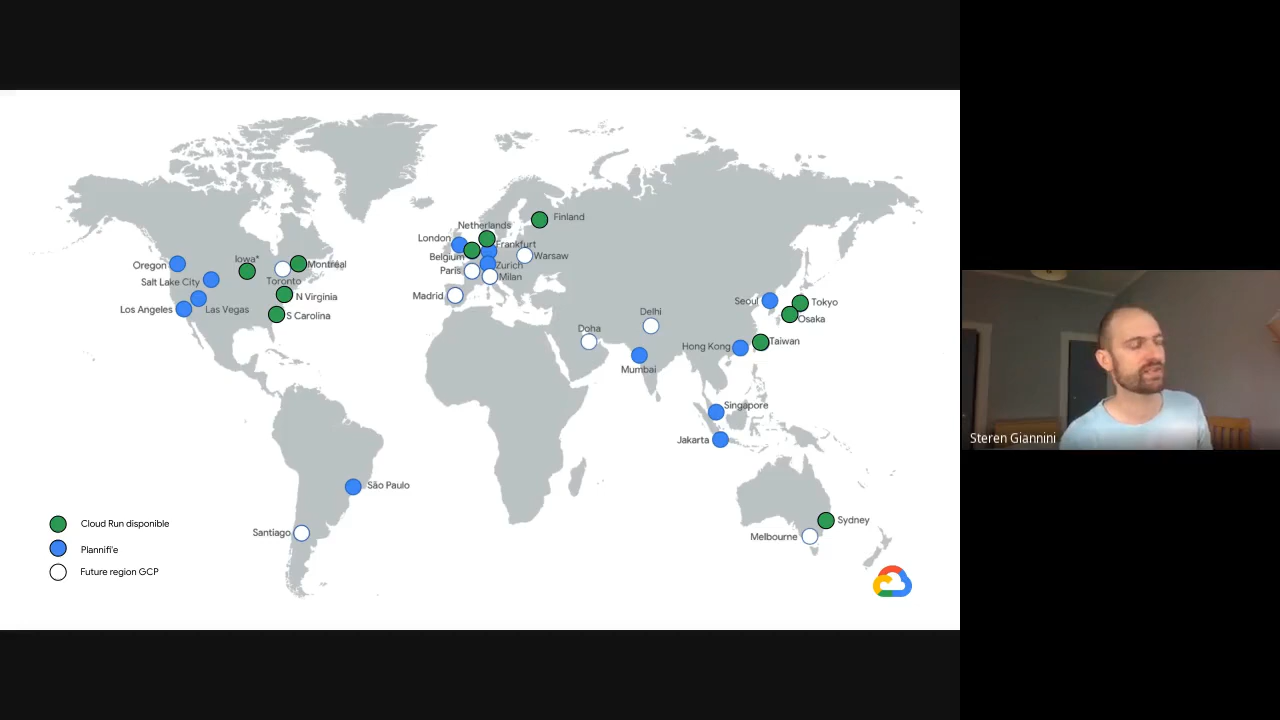 Finland
Netherlands
London
Frankfurt
Belgium
Warsaw
Zurich
Paris
Milan
Madrid
Oregon
Iowa*
Montréal
Salt Lake City
Toronto
N Virginia
Los Angeles
Las Vegas
S Carolina
Seoul
Tokyo
Osaka
Delhi
Doha
Hong Kong
Taiwan
Mumbai
Singapore
Jakarta
São Paulo
Santiago
Sydney
Melbourne
Cloud Run disponible
Plannifi'e
Future region GCP
Steren Giannini